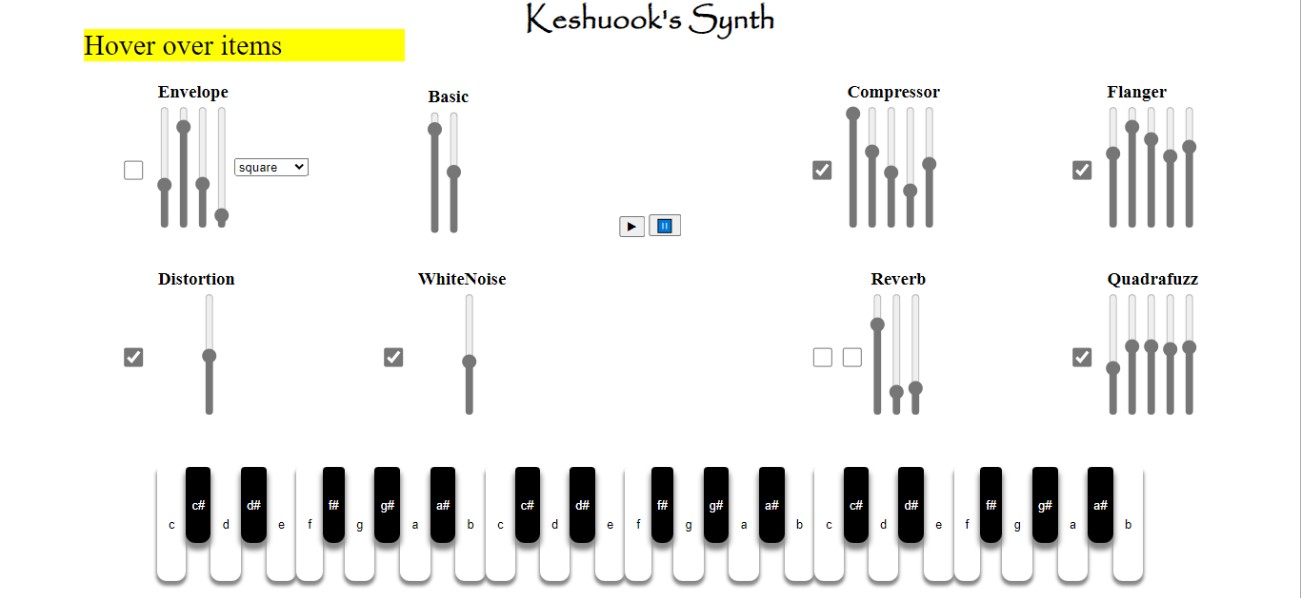 Keshuook's Synth
Hover over items
Envelope
Basic
Compressor
Flanger
square
Distortion
WhiteNoise
Reverb
Quadrafuzz
c# d# f# g# a# c# d# f# g# a# c# d# f# g# a#
c d e f g a b c d e f g a b c d e f g a b